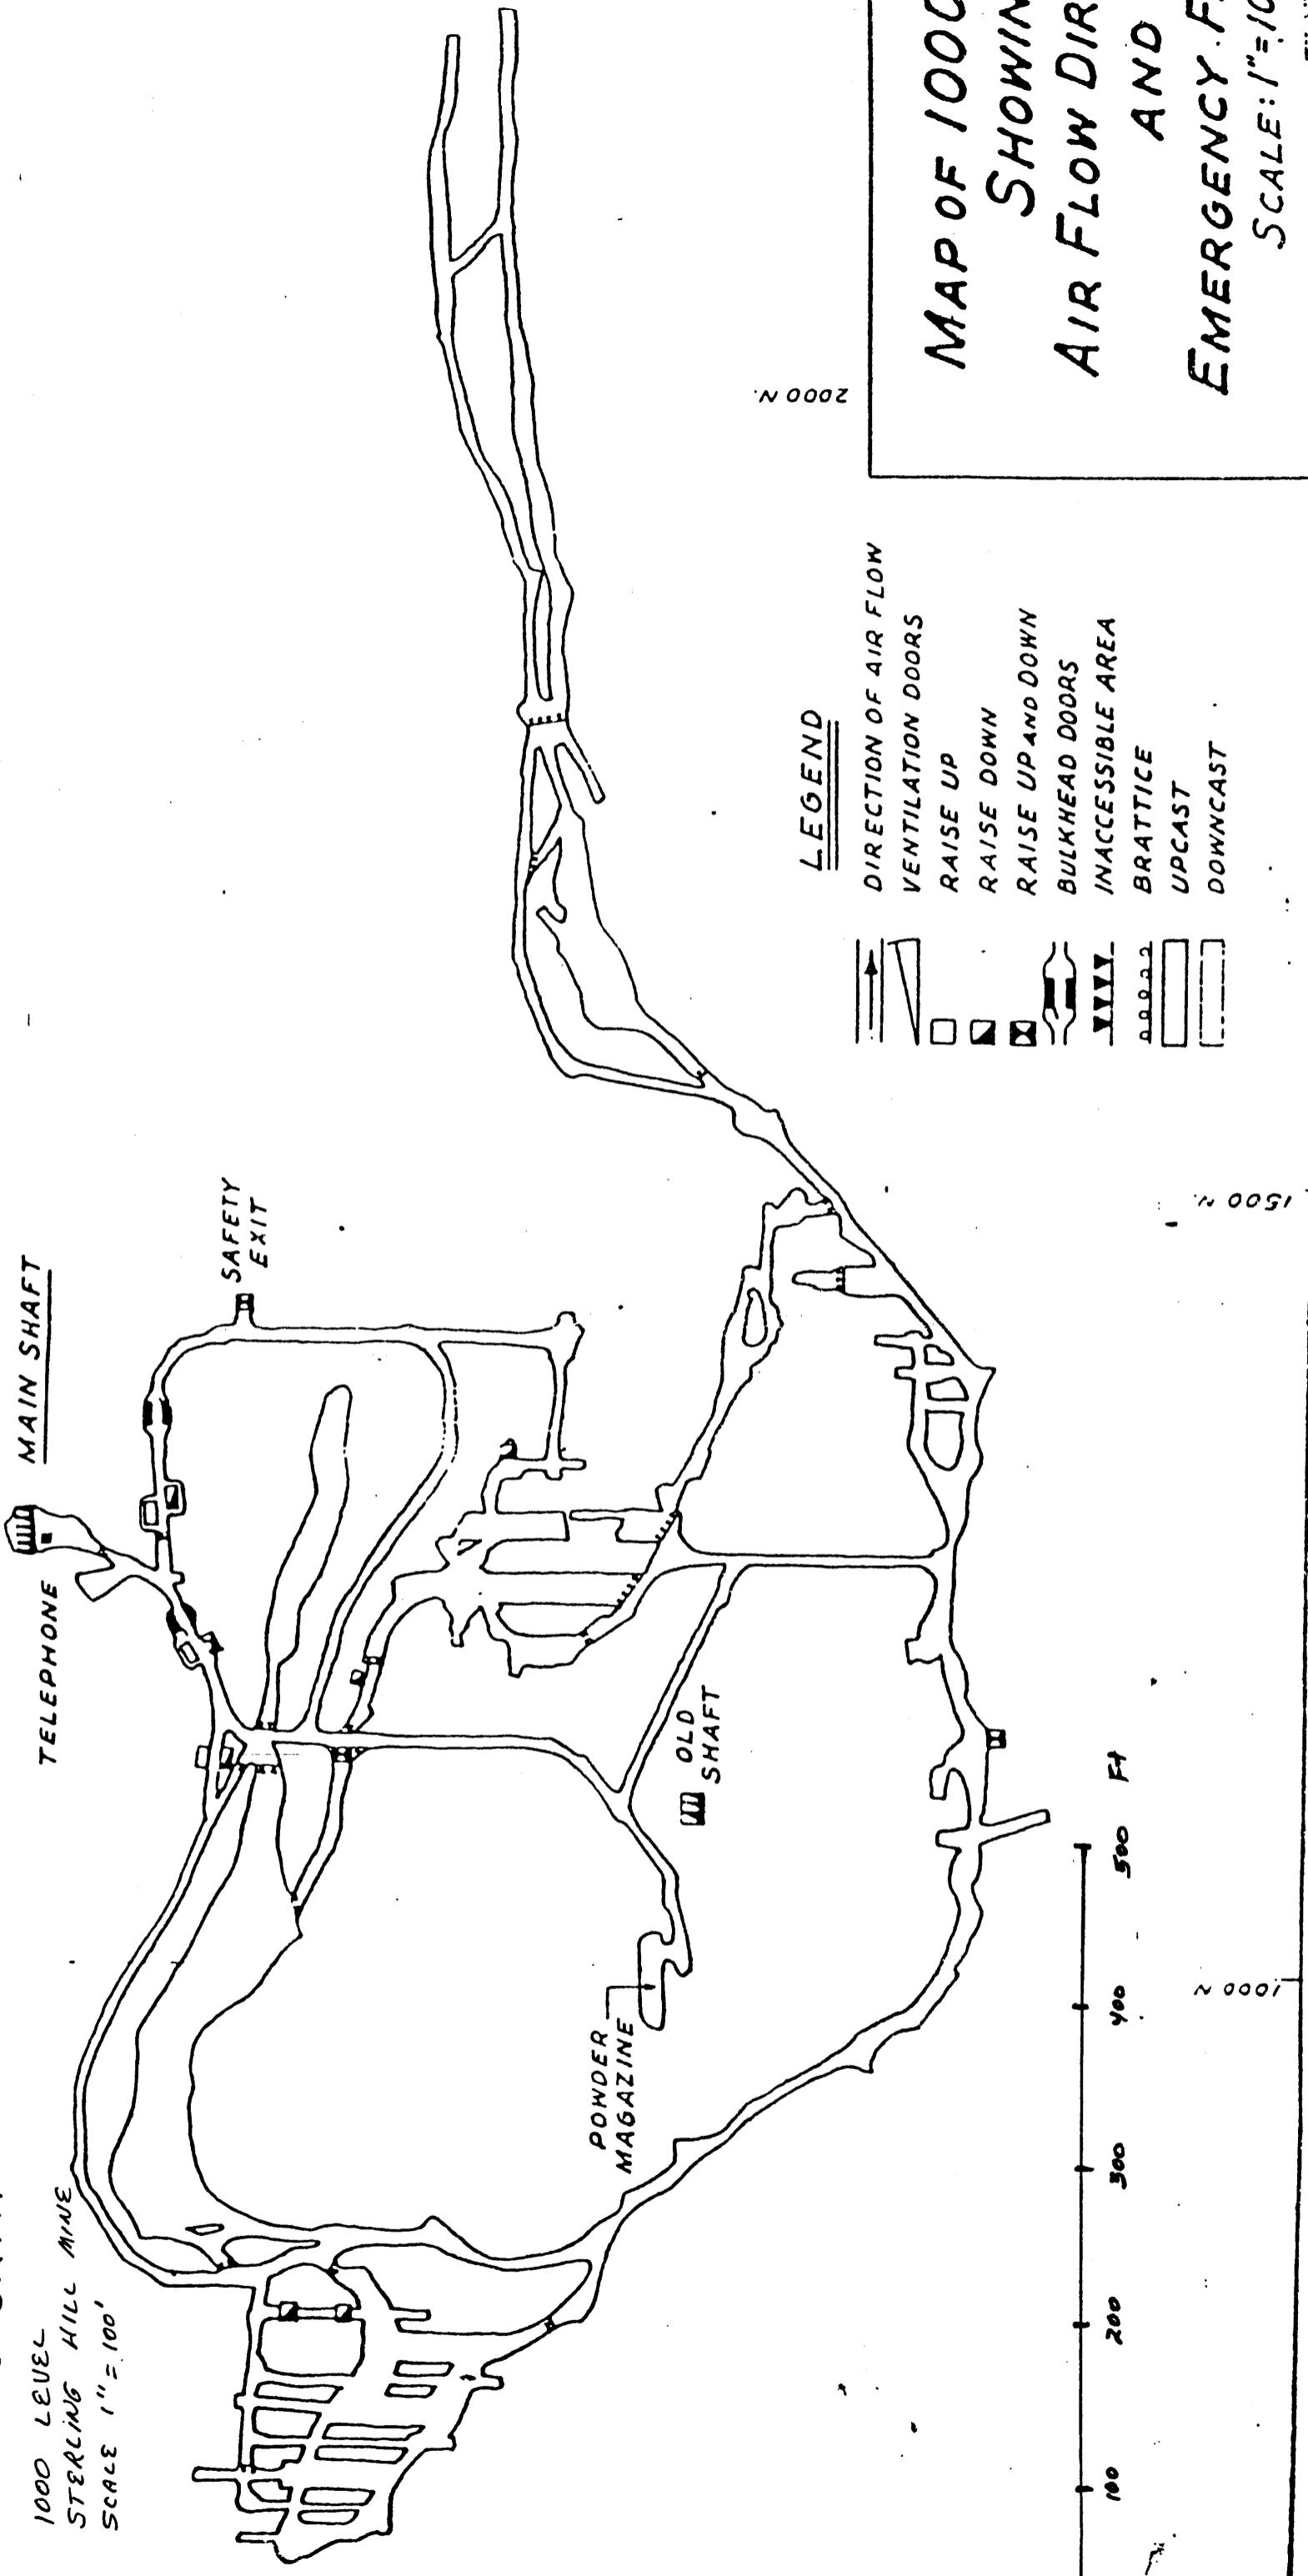 1000 LEVEL
STERLING HILL MINE
SCALE 1" = 100'
TELEPHONE
MAIN SHAFT
SAFETY
EXIT
OLD
SHAFT
POWDER
MAGAZINE
2000 N.
1500 N.
1000 N
100
200
300
400
500 Ft
LEGEND
DIRECTION OF AIR FLOW
VENTILATION DOORS
RAISE UP
RAISE DOWN
RAISE UP AND DOWN
BULKHEAD DOORS
INACCESSIBLE AREA
BRATTICE
UPCAST
DOWNCAST
MAP OF 100
SHOWIN
AIR FLOW DIR
AND
EMERGENCY F
SCALE: 1"=10